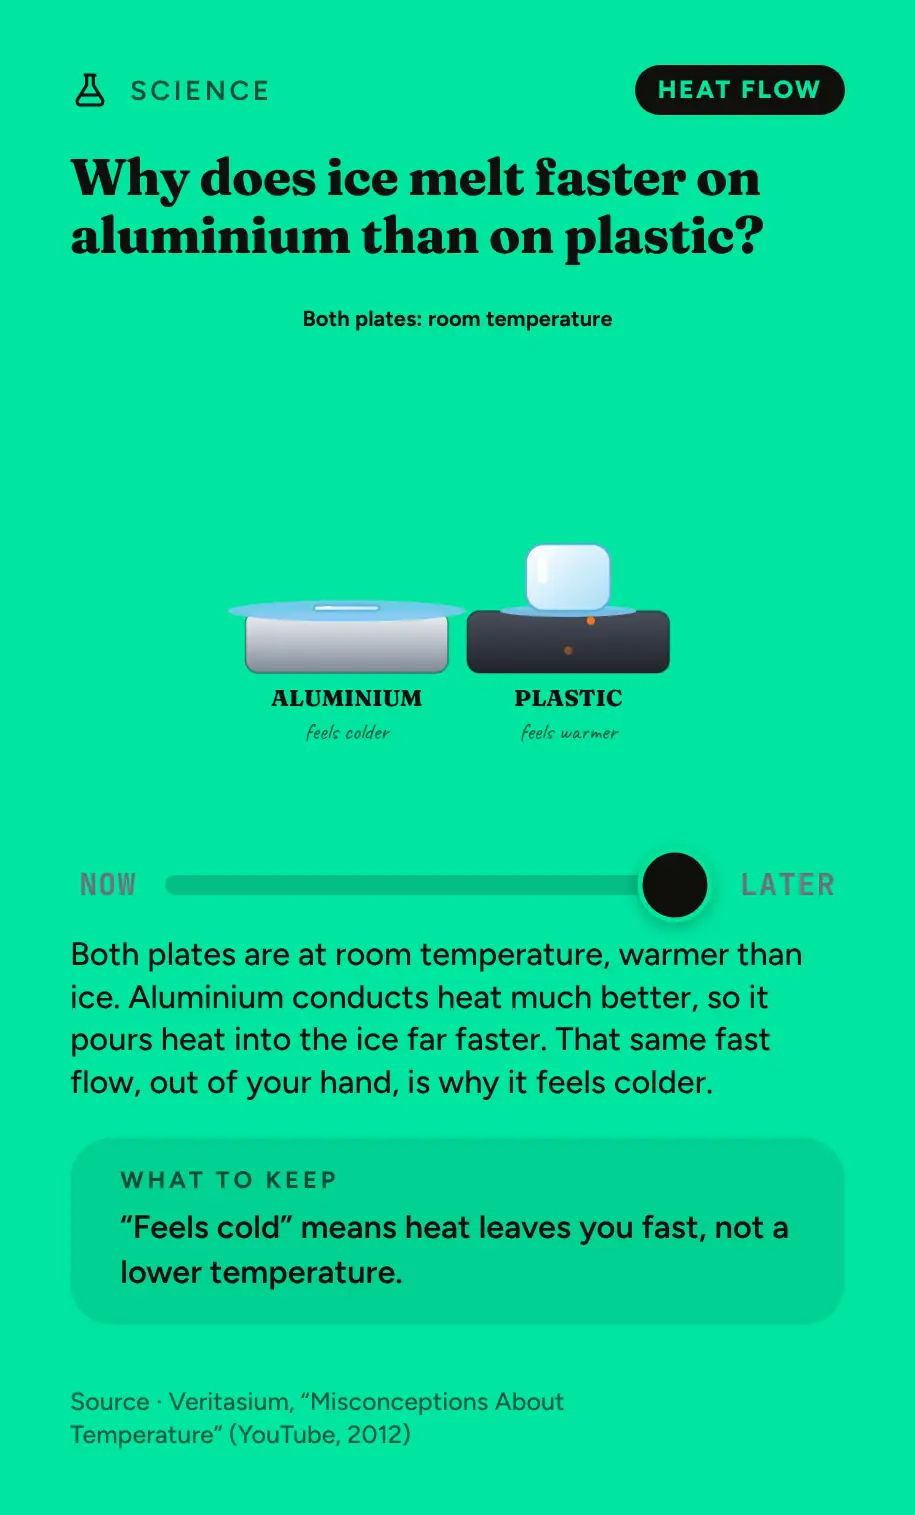 SCIENCE
HEAT FLOW
Why does ice melt faster on
aluminium than on plastic?
Both plates: room temperature
ALUMINIUM
PLASTIC
feels colder
feels warmer
NOW
LATER
Both plates are at room temperature, warmer than
ice. Aluminium conducts heat much better, so it
pours heat into the ice far faster. That same fast
flow, out of your hand, is why it feels colder.
WHAT TO KEEP
“Feels cold” means heat leaves you fast, not a
lower temperature.
Source · Veritasium, “Misconceptions About
Temperature” (YouTube, 2012)